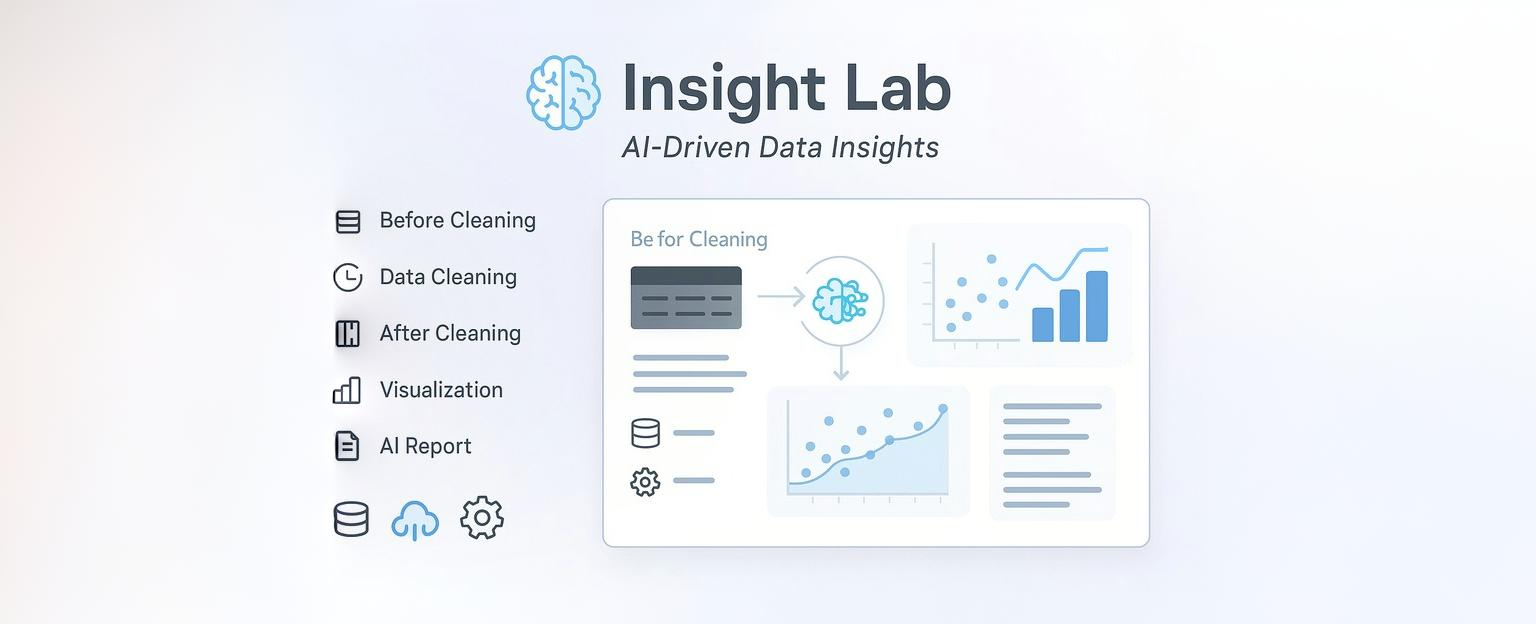 Insight Lab
AI-Driven Data Insights
Before Cleaning
Data Cleaning
After Cleaning
Visualization
AI Report
Be for Cleaning